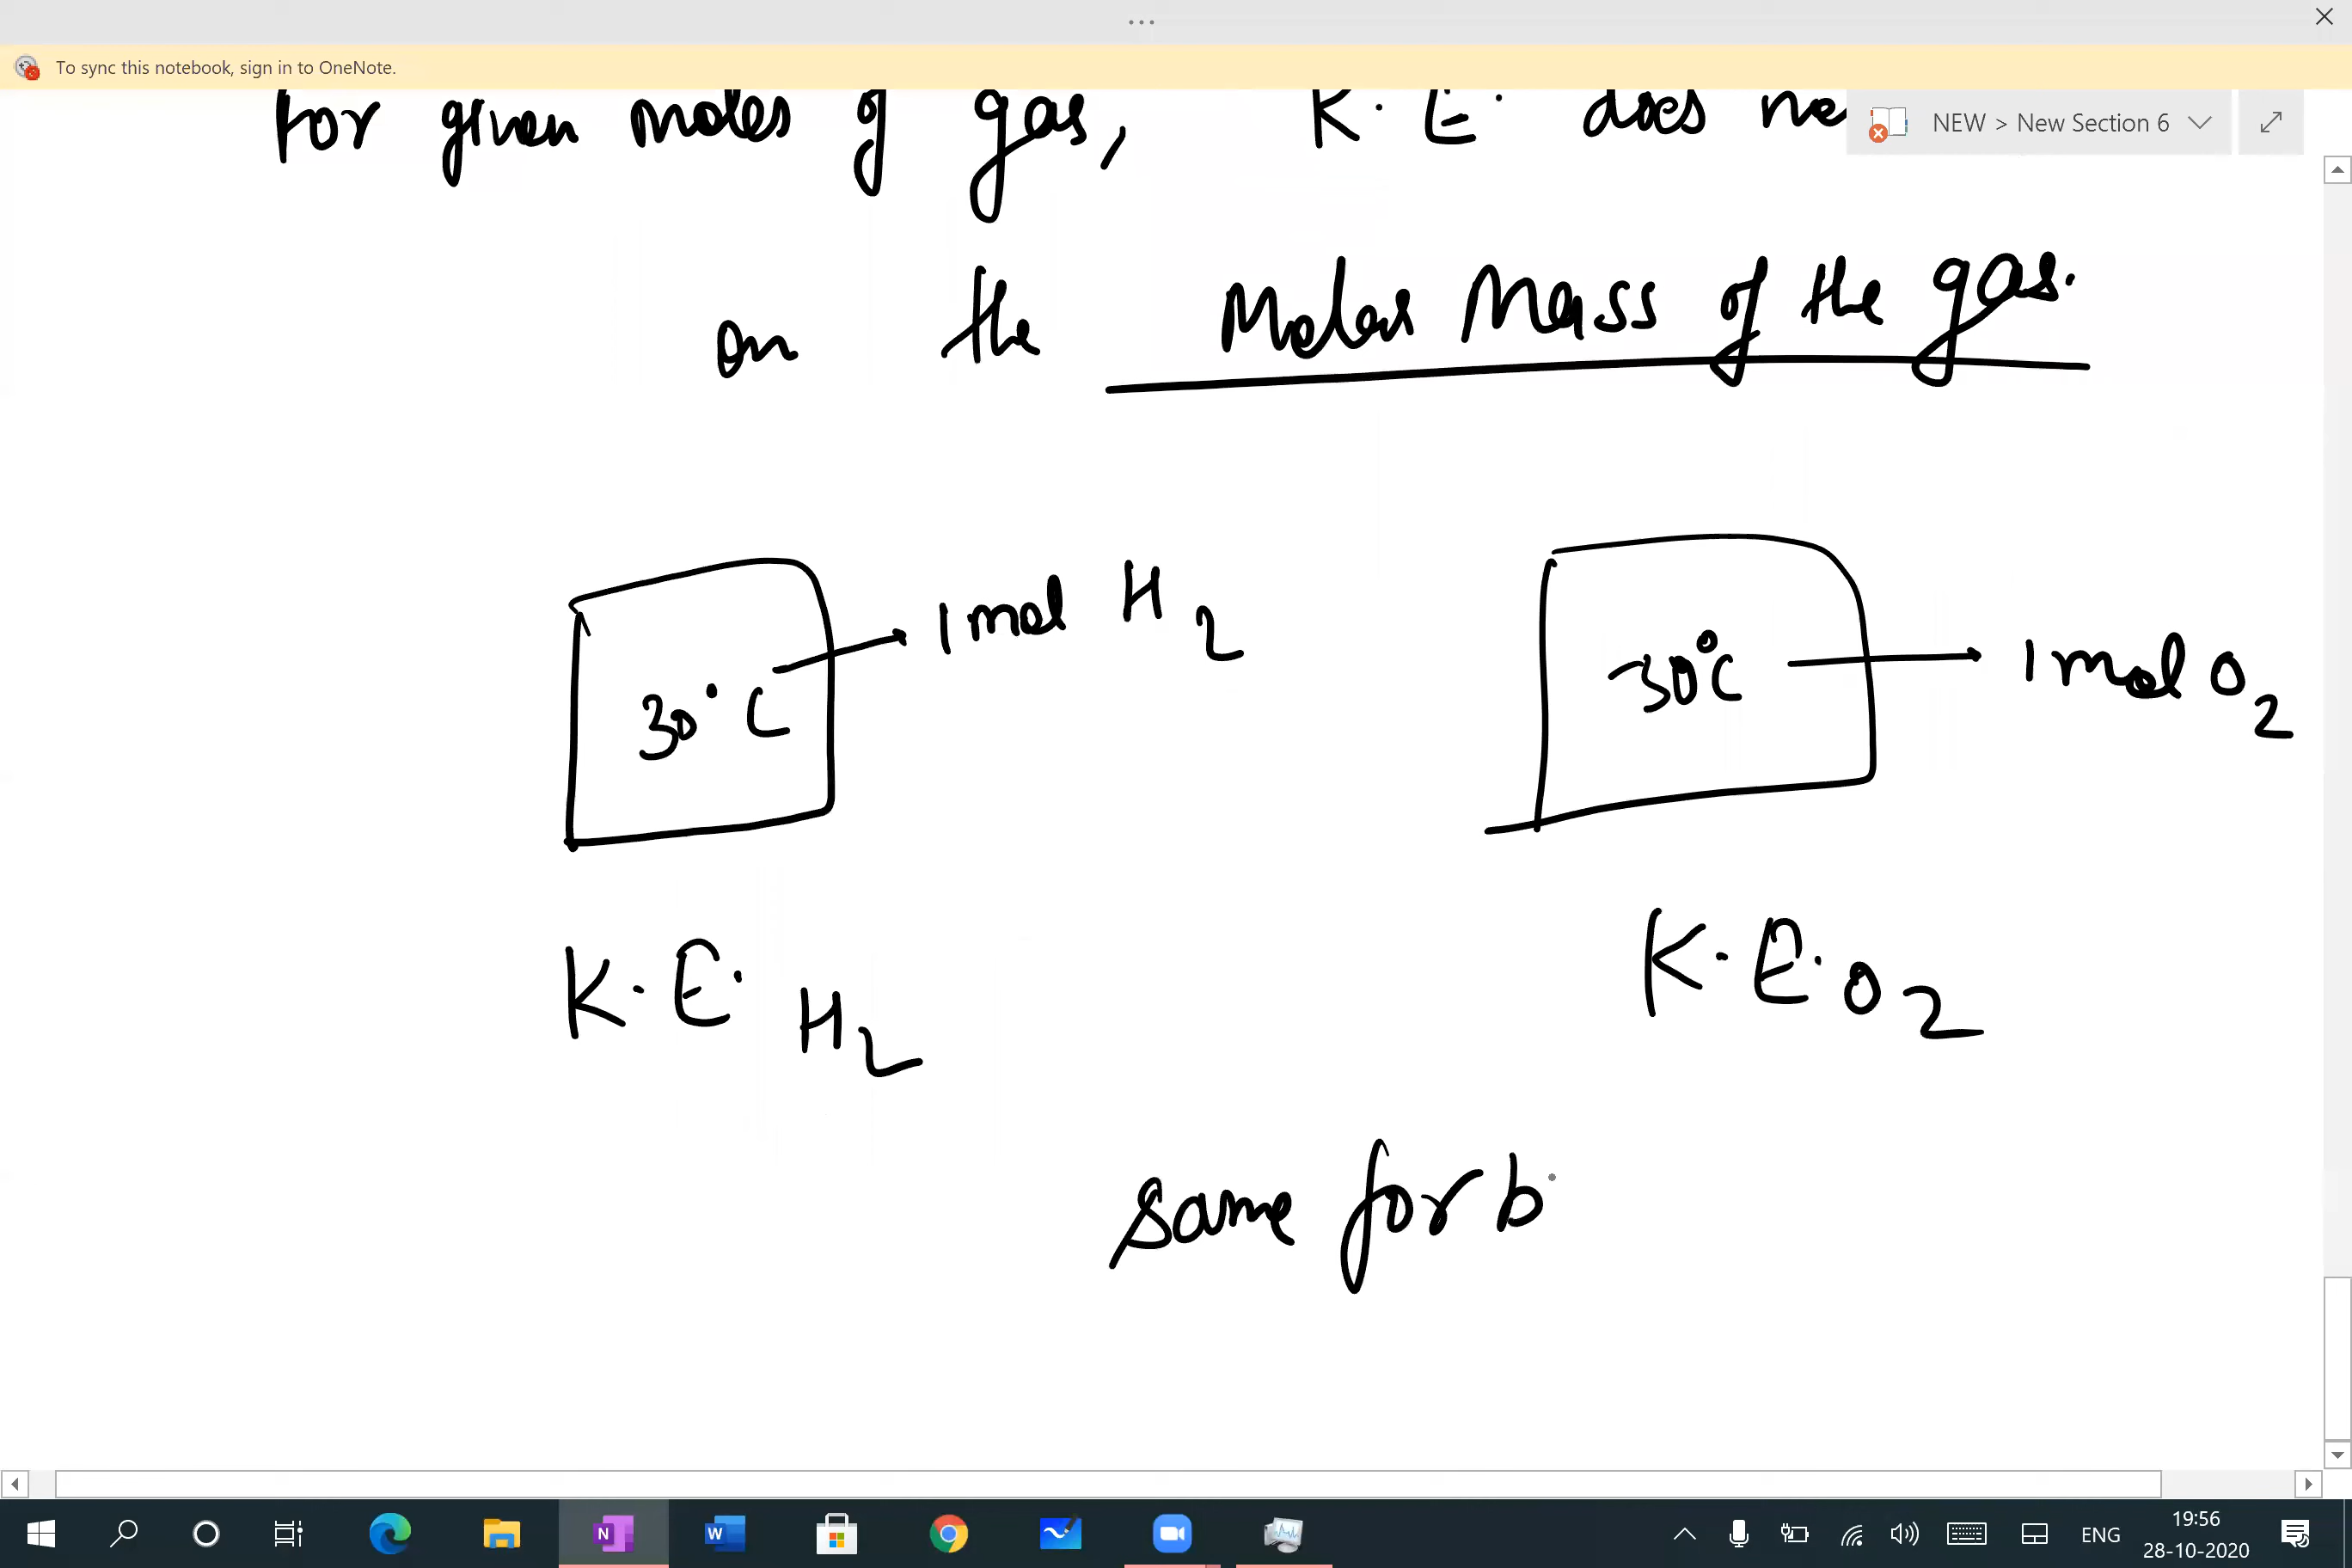 To sync this notebook, sign in to OneNote.
for given moles of gas, K.E. does
NEW > New Section 6
on the Molar Mass of the gas.
30°C → 1 mol H2
30°C → 1 mol O2
K.E. H2
K.E. O2
same for b
ENG
19:56
28-10-2020